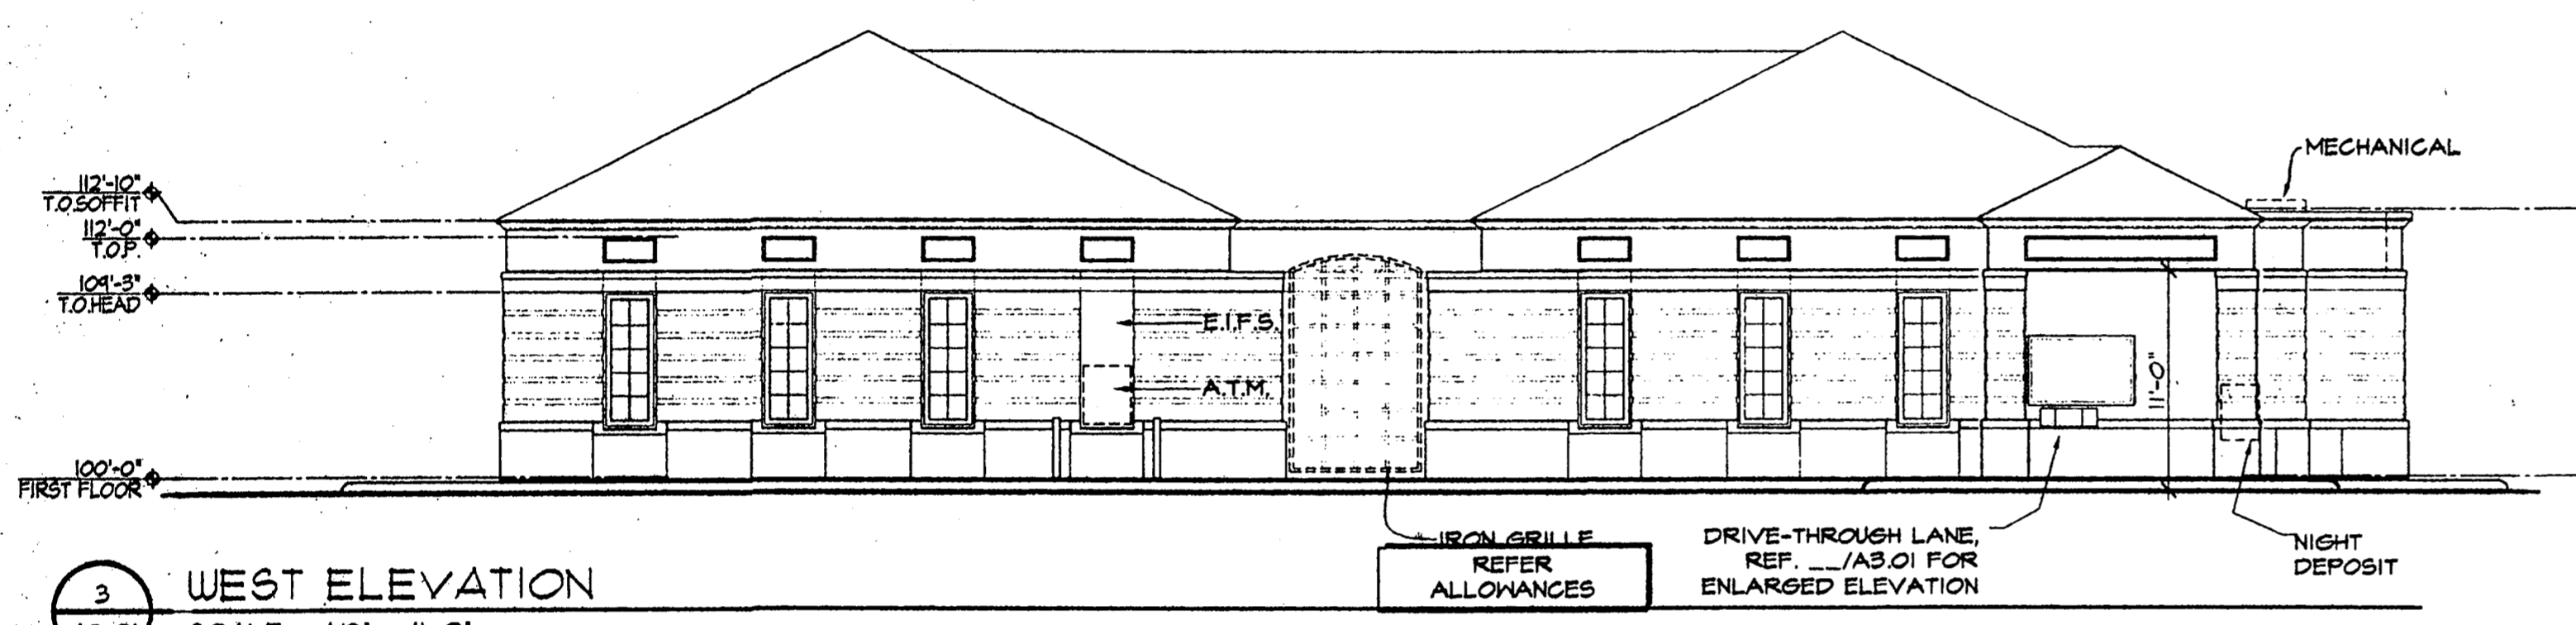 MECHANICAL
112'-10"
T.O.SOFFIT
112'-0"
T.O.P.
109'-3"
T.O.HEAD
E.I.F.S.
A.T.M.
11'-0"
100'-0"
FIRST FLOOR
IRON GRILLE
REFER
ALLOWANCES
DRIVE-THROUGH LANE,
REF. __/A3.01 FOR
ENLARGED ELEVATION
NIGHT
DEPOSIT
3
WEST ELEVATION